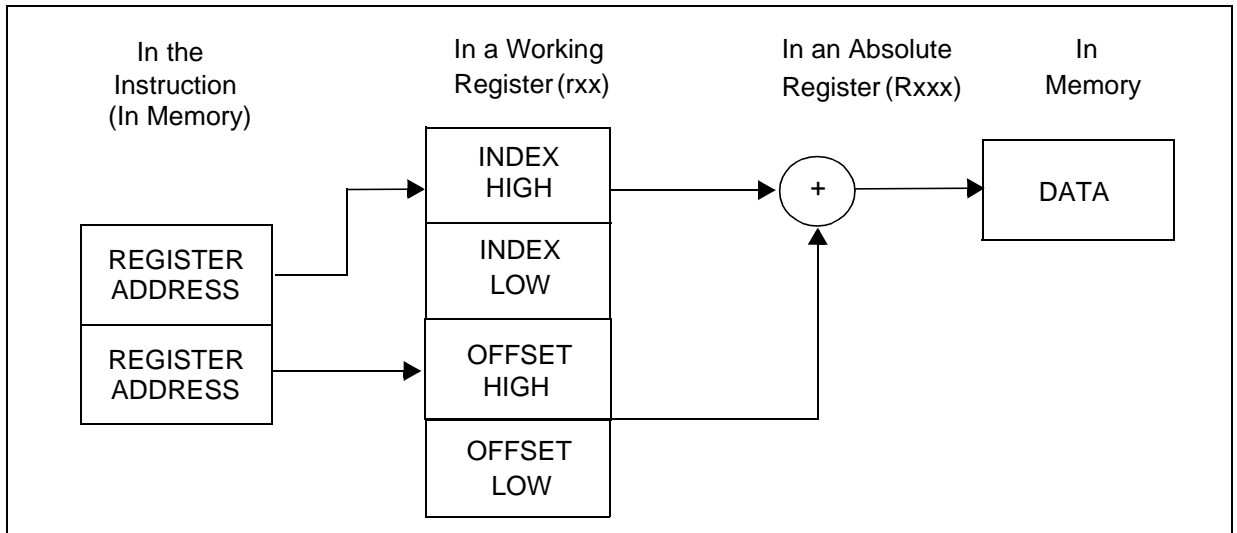 In the
Instruction
(In Memory)
In a Working
Register (rxx)
In an Absolute
Register (Rxxx)
In
Memory
REGISTER
ADDRESS
REGISTER
ADDRESS
INDEX
HIGH
INDEX
LOW
OFFSET
HIGH
OFFSET
LOW
+
DATA